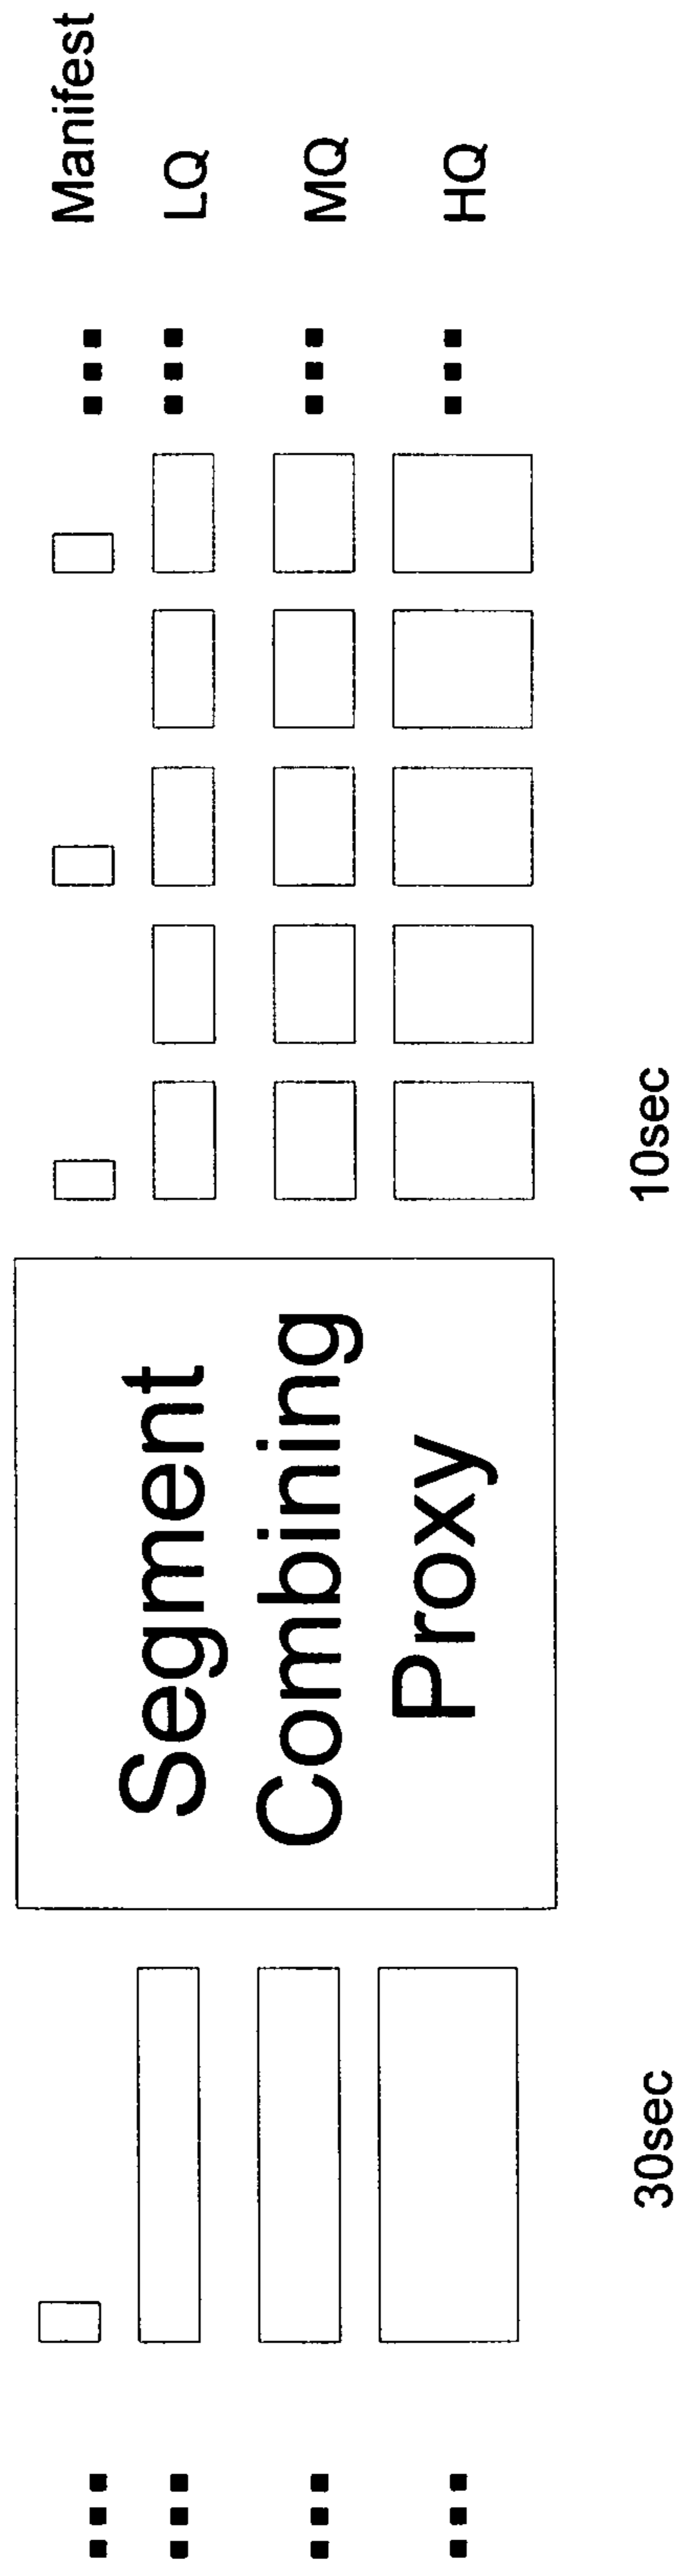 Manifest
LQ
MQ
HQ
Segment
Combining
Proxy
30sec
10sec